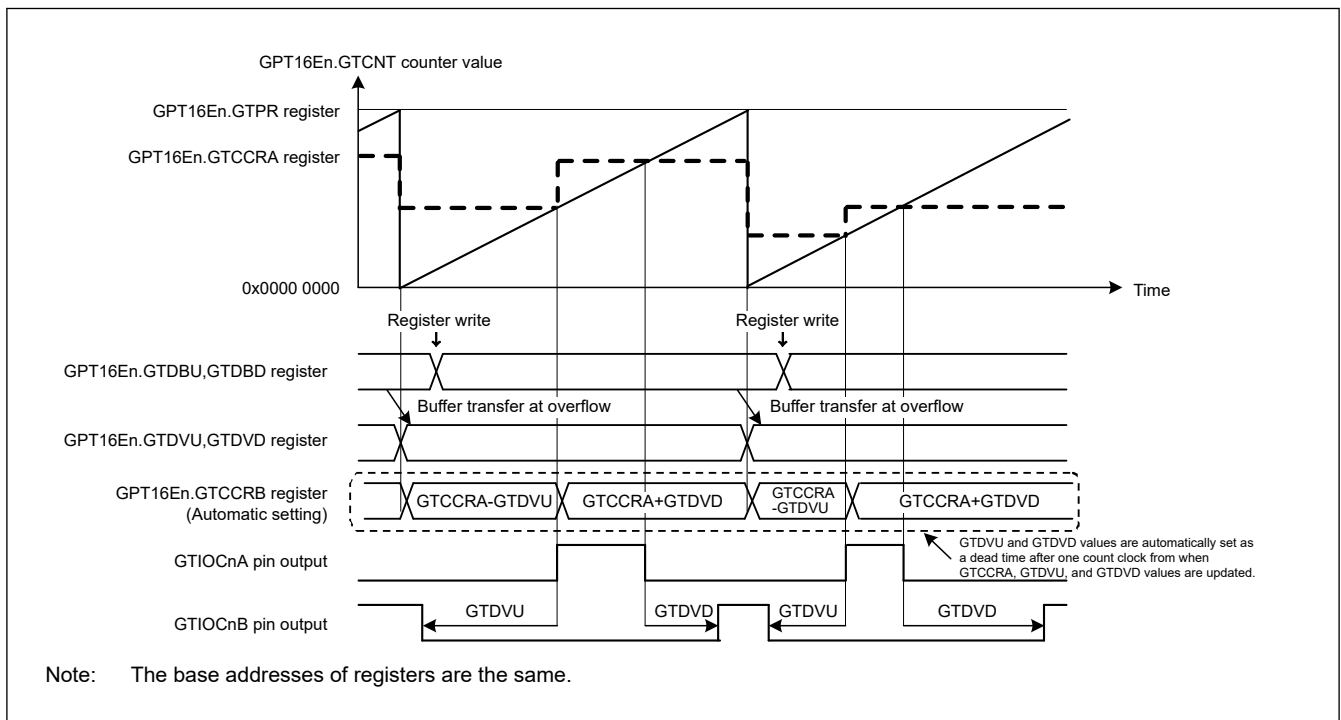 GPT16En.GTCNT counter value
GPT16En.GTPR register
GPT16En.GTCCRA register
0x0000 0000
Time
Register write
Register write
GPT16En.GTDBU,GTDBD register
Buffer transfer at overflow
Buffer transfer at overflow
GPT16En.GTDVU,GTDVD register
GPT16En.GTCCRB register
(Automatic setting)
GTCCRA-GTDVU
GTCCRA+GTDVD
GTCCRA
-GTDVU
GTCCRA+GTDVD
GTDVU and GTDVD values are automatically set as
a dead time after one count clock from when
GTCCRA, GTDVU, and GTDVD values are updated.
GTIOCnA pin output
GTIOCnB pin output
GTDVU
GTDVD
GTDVU
GTDVD
Note: The base addresses of registers are the same.